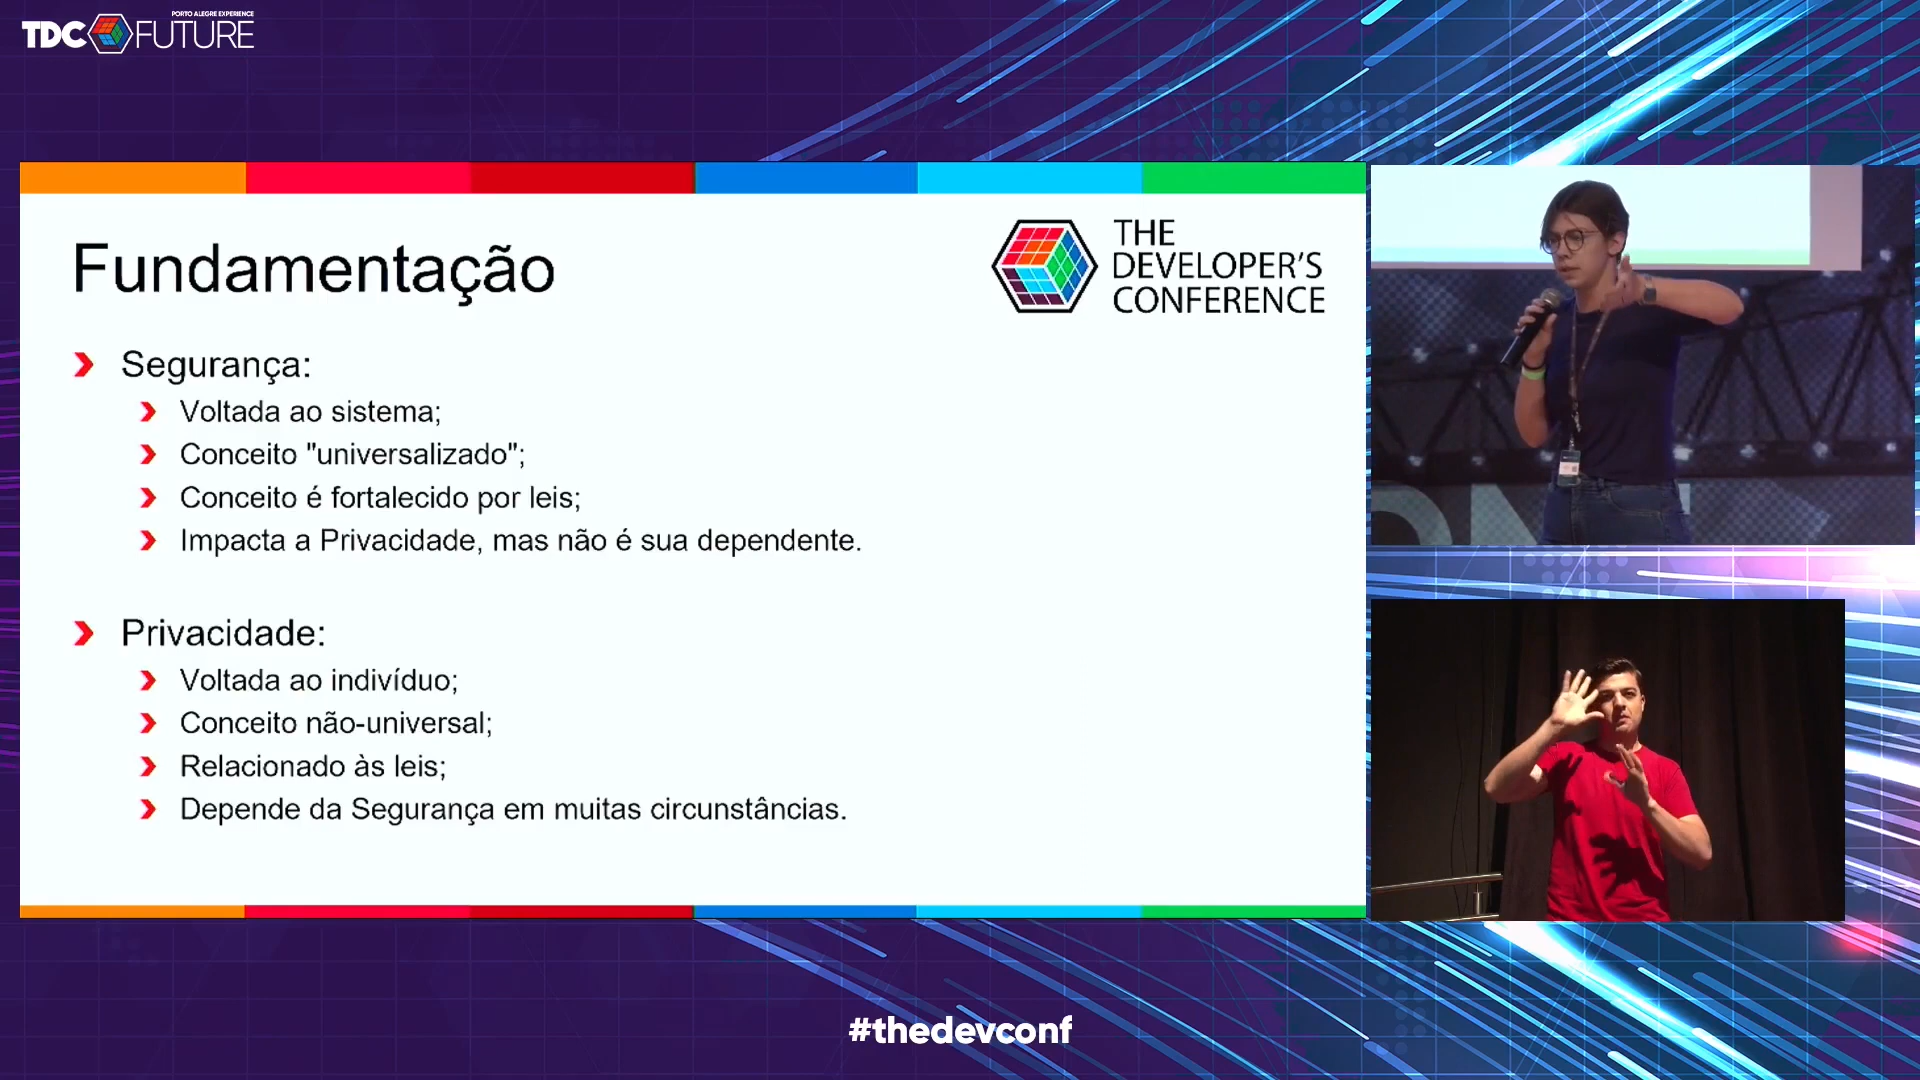 PORTO ALEGRE EXPERIENCE
TDC FUTURE
Fundamentação
THE
DEVELOPER'S
CONFERENCE
Segurança:
Voltada ao sistema;
Conceito "universalizado";
Conceito é fortalecido por leis;
Impacta a Privacidade, mas não é sua dependente.
Privacidade:
Voltada ao indivíduo;
Conceito não-universal;
Relacionado às leis;
Depende da Segurança em muitas circunstâncias.
#thedevconf